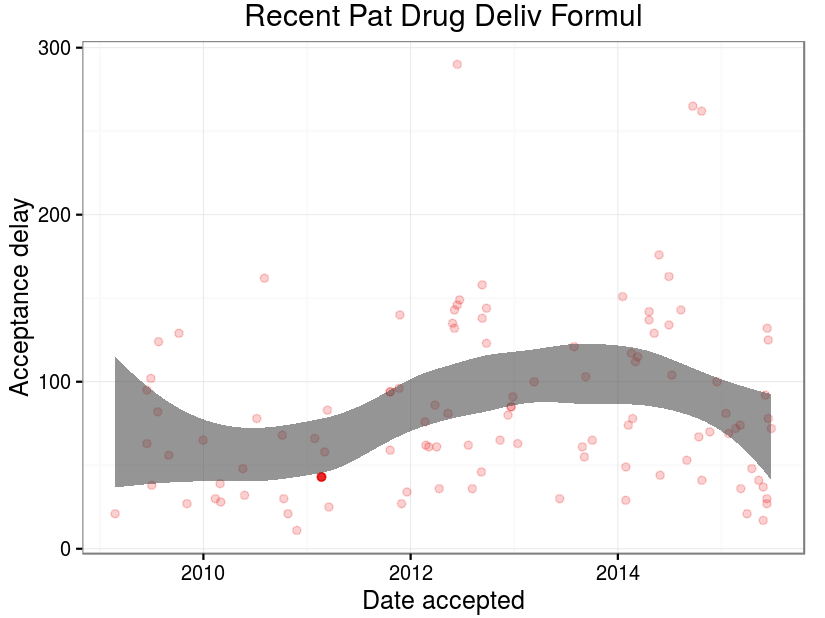 Recent Pat Drug Deliv Formul
Acceptance delay
300
200
100
0
2010 2012 2014
Date accepted